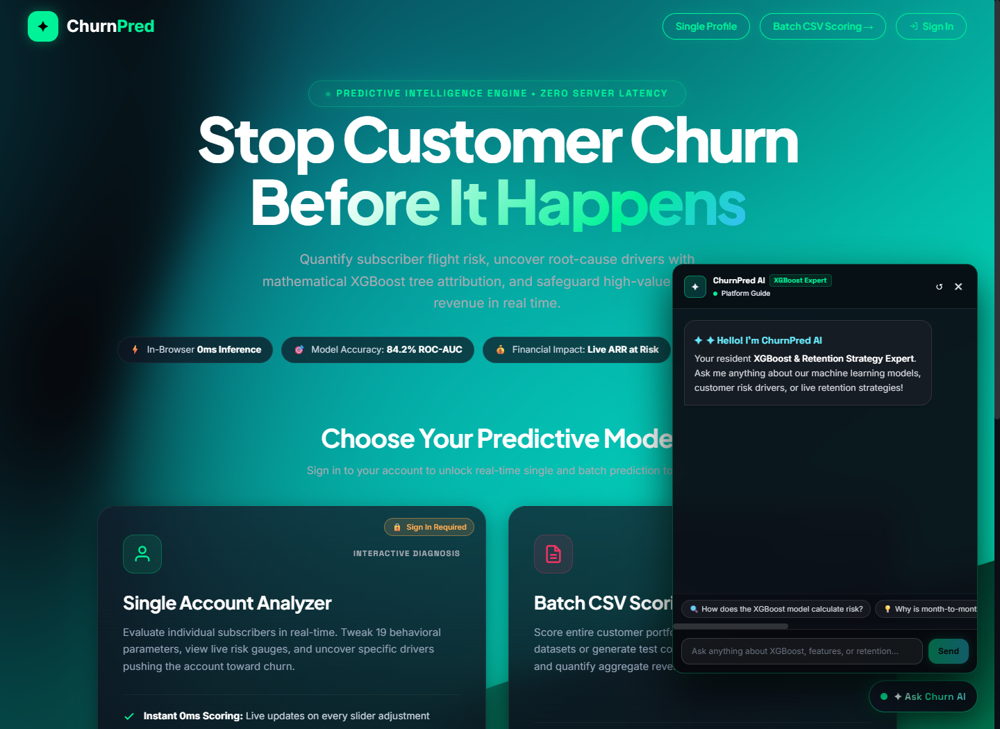 ChurnPred
Single Profile
Batch CSV Scoring →
Sign In
PREDICTIVE INTELLIGENCE ENGINE • ZERO SERVER LATENCY
Stop Customer Churn
Before It Happens
Quantify subscriber flight risk, uncover root-cause drivers with
mathematical XGBoost tree attribution, and safeguard high-value
revenue in real time.
In-Browser 0ms Inference
Model Accuracy: 84.2% ROC-AUC
Financial Impact: Live ARR at Risk
Choose Your Predictive Mode
Sign in to your account to unlock real-time single and batch prediction
Sign In Required
INTERACTIVE DIAGNOSIS
Single Account Analyzer
Evaluate individual subscribers in real-time. Tweak 19 behavioral
parameters, view live risk gauges, and uncover specific drivers
pushing the account toward churn.
Instant 0ms Scoring: Live updates on every slider adjustment
Batch CSV
Score entire customer
datasets or generate test
and quantify aggregate
ChurnPred AI
XGBoost Expert
Platform Guide
✦ ✦ Hello! I'm ChurnPred AI
Your resident XGBoost & Retention Strategy Expert.
Ask me anything about our machine learning models,
customer risk drivers, or live retention strategies!
How does the XGBoost model calculate risk?
Why is month-to-mont
Ask anything about XGBoost, features, or retention...
Send
✦ Ask Churn AI